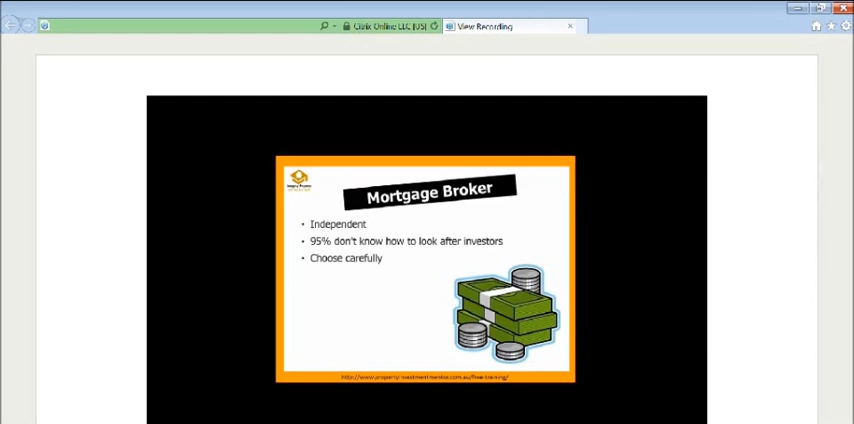 Citrix Online LLC [US]
View Recording
Mortgage Broker
• Independent
• 95% don't know how to look after investors
• Choose carefully